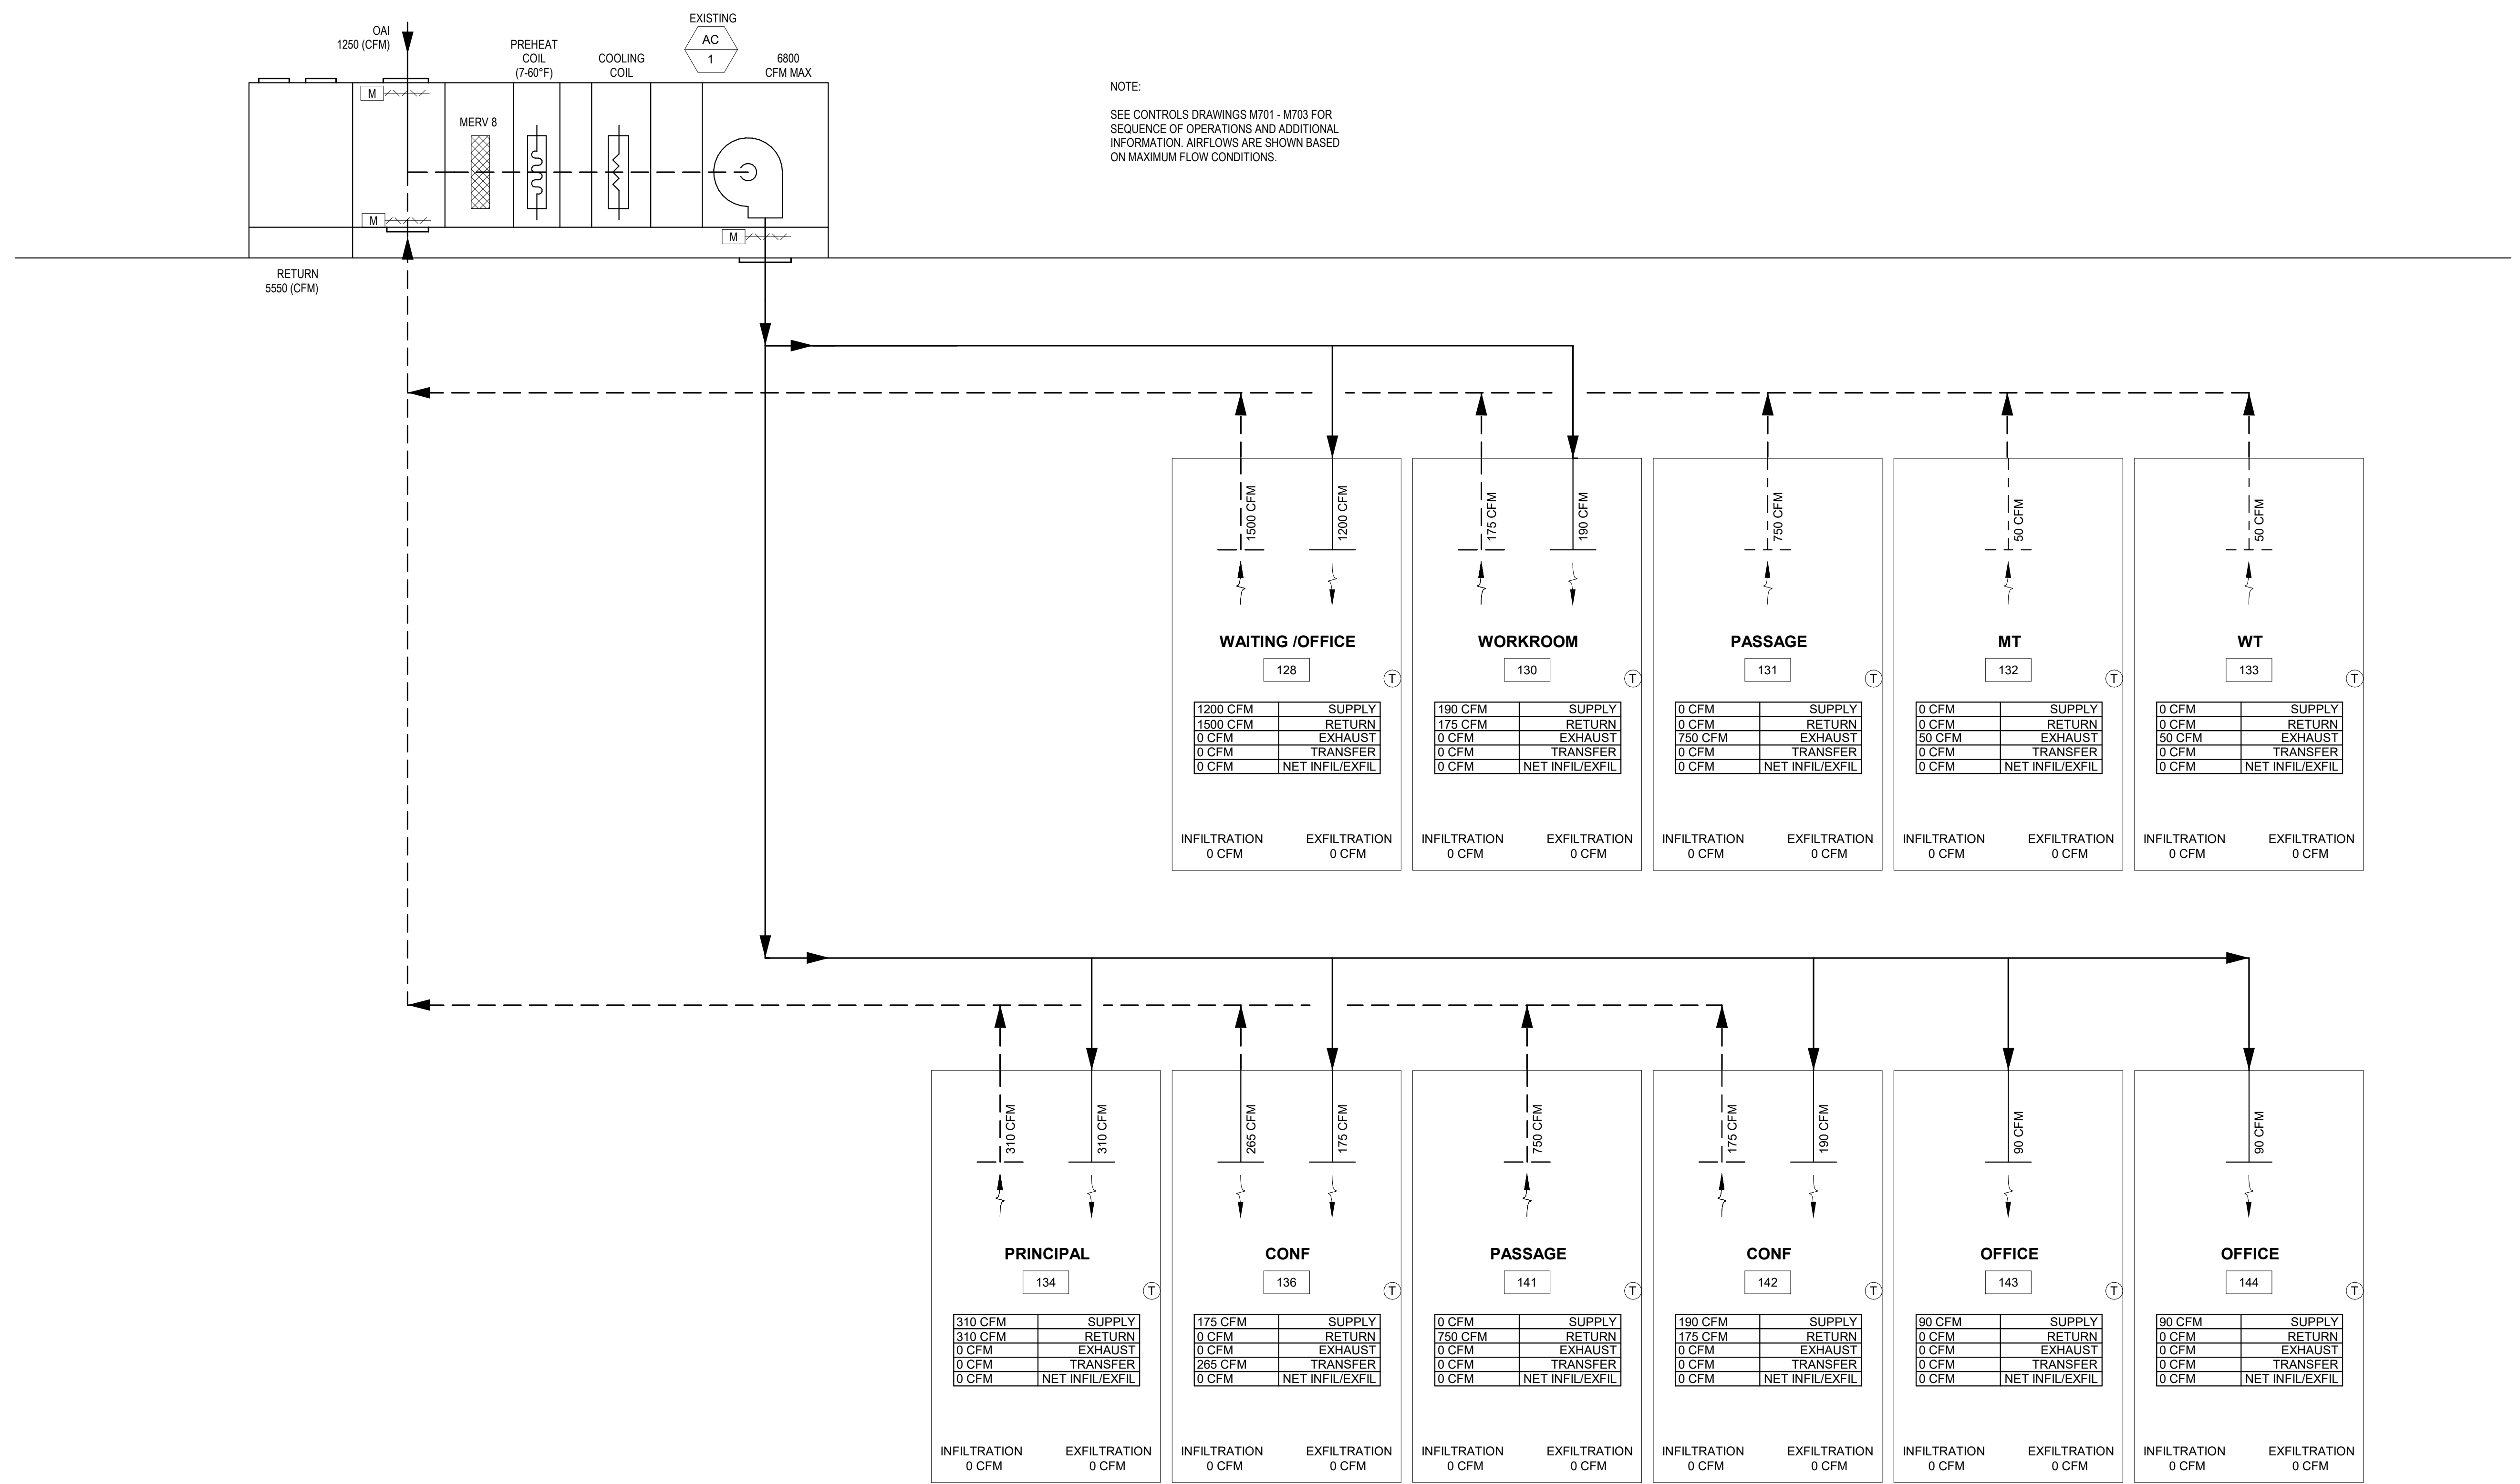 EXISTING
AC
1
OAI
1250 (CFM)
PREHEAT
COIL
(7-60°F)
COOLING
COIL
6800
CFM MAX
M
MERV 8
M
M
RETURN
5550 (CFM)
NOTE:
SEE CONTROLS DRAWINGS M701 - M703 FOR
SEQUENCE OF OPERATIONS AND ADDITIONAL
INFORMATION. AIRFLOWS ARE SHOWN BASED
ON MAXIMUM FLOW CONDITIONS.
1500 CFM
1200 CFM
WAITING /OFFICE
128
T
1200 CFM SUPPLY
1500 CFM RETURN
0 CFM EXHAUST
0 CFM TRANSFER
0 CFM NET INFIL/EXFIL
INFILTRATION EXFILTRATION
0 CFM 0 CFM
175 CFM
190 CFM
WORKROOM
130
T
190 CFM SUPPLY
175 CFM RETURN
0 CFM EXHAUST
0 CFM TRANSFER
0 CFM NET INFIL/EXFIL
INFILTRATION EXFILTRATION
0 CFM 0 CFM
750 CFM
PASSAGE
131
T
0 CFM SUPPLY
0 CFM RETURN
750 CFM EXHAUST
0 CFM TRANSFER
0 CFM NET INFIL/EXFIL
INFILTRATION EXFILTRATION
0 CFM 0 CFM
50 CFM
MT
132
T
0 CFM SUPPLY
0 CFM RETURN
50 CFM EXHAUST
0 CFM TRANSFER
0 CFM NET INFIL/EXFIL
INFILTRATION EXFILTRATION
0 CFM 0 CFM
50 CFM
WT
133
T
0 CFM SUPPLY
0 CFM RETURN
50 CFM EXHAUST
0 CFM TRANSFER
0 CFM NET INFIL/EXFIL
INFILTRATION EXFILTRATION
0 CFM 0 CFM
310 CFM
310 CFM
PRINCIPAL
134
T
310 CFM SUPPLY
310 CFM RETURN
0 CFM EXHAUST
0 CFM TRANSFER
0 CFM NET INFIL/EXFIL
INFILTRATION EXFILTRATION
0 CFM 0 CFM
265 CFM
175 CFM
CONF
136
T
175 CFM SUPPLY
0 CFM RETURN
0 CFM EXHAUST
265 CFM TRANSFER
0 CFM NET INFIL/EXFIL
INFILTRATION EXFILTRATION
0 CFM 0 CFM
750 CFM
PASSAGE
141
T
0 CFM SUPPLY
750 CFM RETURN
0 CFM EXHAUST
0 CFM TRANSFER
0 CFM NET INFIL/EXFIL
INFILTRATION EXFILTRATION
0 CFM 0 CFM
175 CFM
190 CFM
CONF
142
T
190 CFM SUPPLY
175 CFM RETURN
0 CFM EXHAUST
0 CFM TRANSFER
0 CFM NET INFIL/EXFIL
INFILTRATION EXFILTRATION
0 CFM 0 CFM
90 CFM
OFFICE
143
T
90 CFM SUPPLY
0 CFM RETURN
0 CFM EXHAUST
0 CFM TRANSFER
0 CFM NET INFIL/EXFIL
INFILTRATION EXFILTRATION
0 CFM 0 CFM
90 CFM
OFFICE
144
T
90 CFM SUPPLY
0 CFM RETURN
0 CFM EXHAUST
0 CFM TRANSFER
0 CFM NET INFIL/EXFIL
INFILTRATION EXFILTRATION
0 CFM 0 CFM